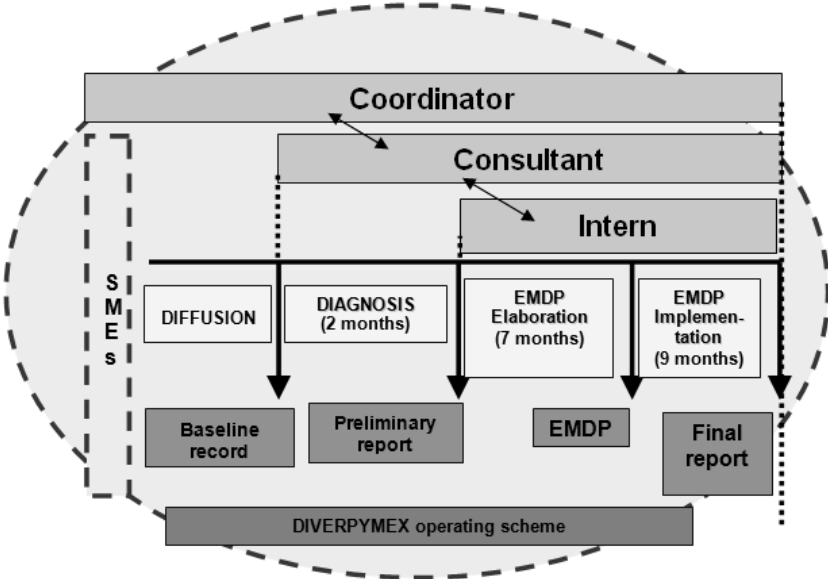 Coordinator
Consultant
Intern
SMEs
DIFFUSION
DIAGNOSIS
(2 months)
EMDP
Elaboration
(7 months)
EMDP
Implemen-
tation
(9 months)
Baseline
record
Preliminary
report
EMDP
Final
report
DIVERPYMEX operating scheme